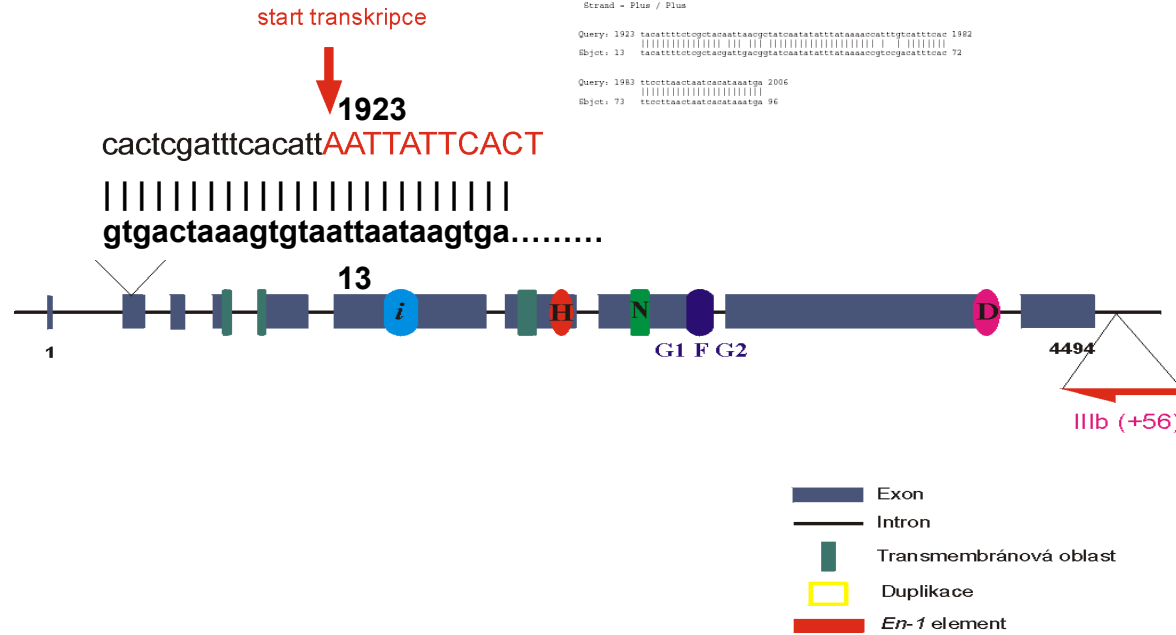 start transkripce
1923
cactcgatttcacattAATTATTCACT
|||||||||||||||||||||||
gtgactaaagtgtaattaataagtga.........
13
Strand = Plus / Plus
Query: 1923 tacattttctcgctacaattaacgctatcaatatatttataaaaccatttgtcatttcac 1982
Sbjct: 13 tacattttctcgctacgattgacggtatcaatatatttataaaaccgtccgacatttcac 72
Query: 1983 ttccttaactaatcacataaatga 2006
Sbjct: 73 ttccttaactaatcacataaatga 96
i
H
N
D
1
G1 F G2
4494
IIIb (+56)
Exon
Intron
Transmembránová oblast
Duplikace
En-1 element